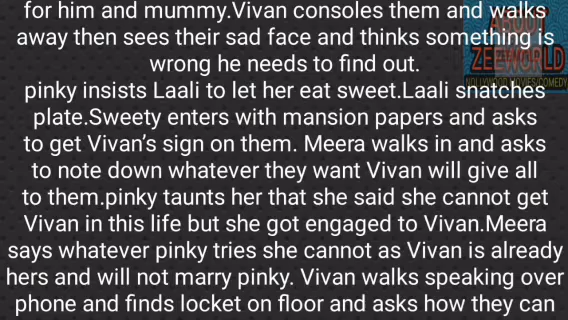 for him and mummy.Vivan consoles them and walks
away then sees their sad face and thinks something is
wrong he needs to find out.
pinky insists Laali to let her eat sweet.Laali snatches
plate.Sweety enters with mansion papers and asks
to get Vivan’s sign on them. Meera walks in and asks
to note down whatever they want Vivan will give all
to them.pinky taunts her that she said she cannot get
Vivan in this life but she got engaged to Vivan.Meera
says whatever pinky tries she cannot as Vivan is already
hers and will not marry pinky. Vivan walks speaking over
phone and finds locket on floor and asks how they can
ABOUT
ZEEWORLD
NOLLYWOOD MOVIES/COMEDY